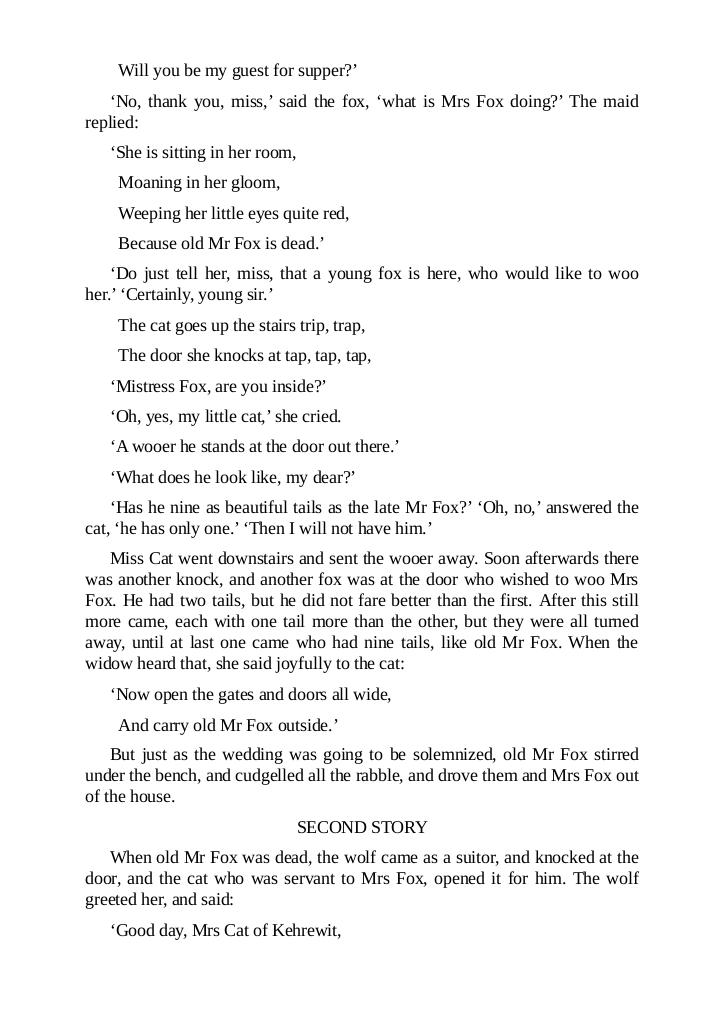 Will you be my guest for supper?’
‘No, thank you, miss,’ said the fox, ‘what is Mrs Fox doing?’ The maid
replied:
‘She is sitting in her room,
Moaning in her gloom,
Weeping her little eyes quite red,
Because old Mr Fox is dead.’
‘Do just tell her, miss, that a young fox is here, who would like to woo
her.’ ‘Certainly, young sir.’
The cat goes up the stairs trip, trap,
The door she knocks at tap, tap, tap,
‘Mistress Fox, are you inside?’
‘Oh, yes, my little cat,’ she cried.
‘A wooer he stands at the door out there.’
‘What does he look like, my dear?’
‘Has he nine as beautiful tails as the late Mr Fox?’ ‘Oh, no,’ answered the
cat, ‘he has only one.’ ‘Then I will not have him.’
Miss Cat went downstairs and sent the wooer away. Soon afterwards there
was another knock, and another fox was at the door who wished to woo Mrs
Fox. He had two tails, but he did not fare better than the first. After this still
more came, each with one tail more than the other, but they were all turned
away, until at last one came who had nine tails, like old Mr Fox. When the
widow heard that, she said joyfully to the cat:
‘Now open the gates and doors all wide,
And carry old Mr Fox outside.’
But just as the wedding was going to be solemnized, old Mr Fox stirred
under the bench, and cudgelled all the rabble, and drove them and Mrs Fox out
of the house.
SECOND STORY
When old Mr Fox was dead, the wolf came as a suitor, and knocked at the
door, and the cat who was servant to Mrs Fox, opened it for him. The wolf
greeted her, and said:
‘Good day, Mrs Cat of Kehrewit,